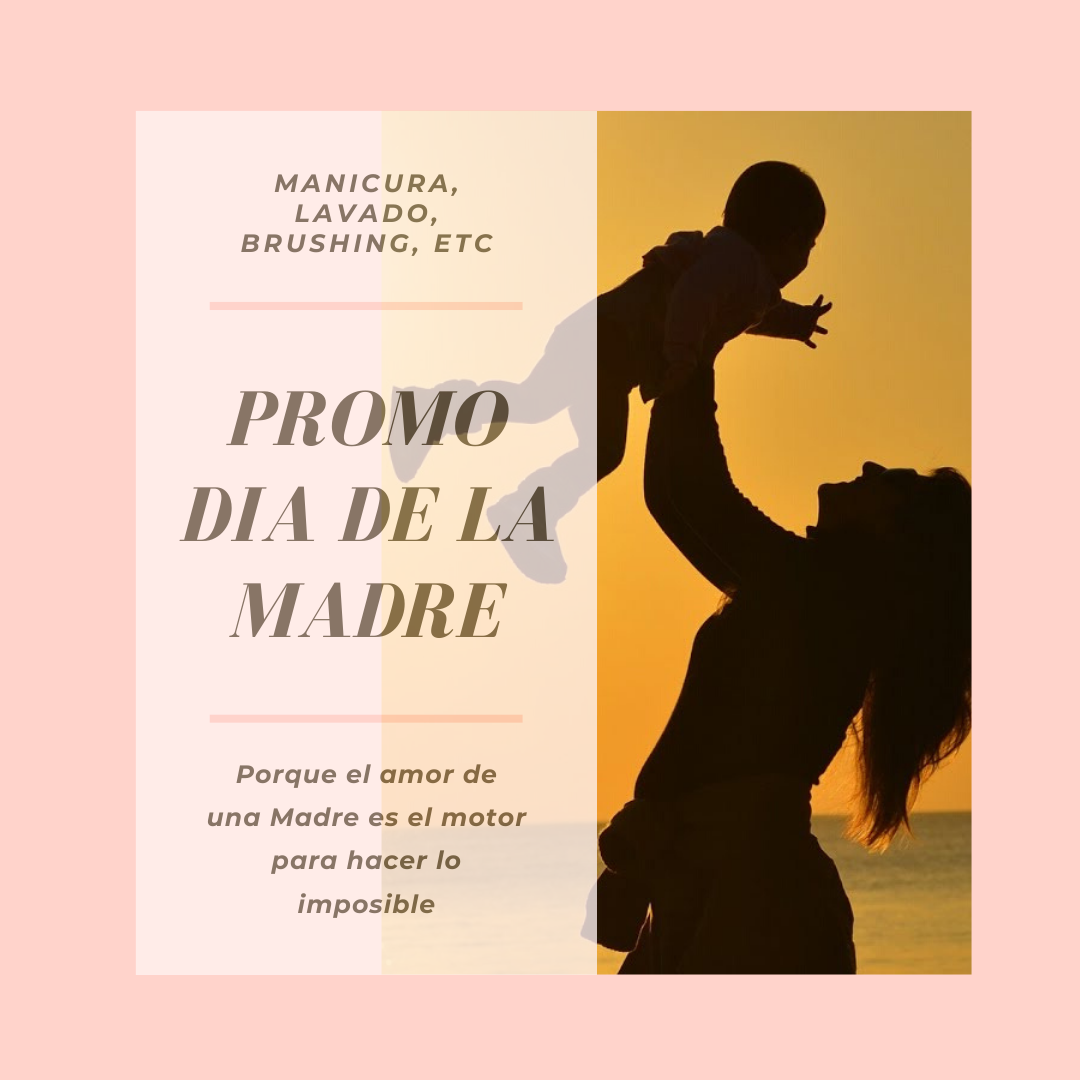 MANICURA,
LAVADO,
BRUSHING, ETC
PROMO
DIA DE LA
MADRE
Porque el amor de
una Madre es el motor
para hacer lo
imposible